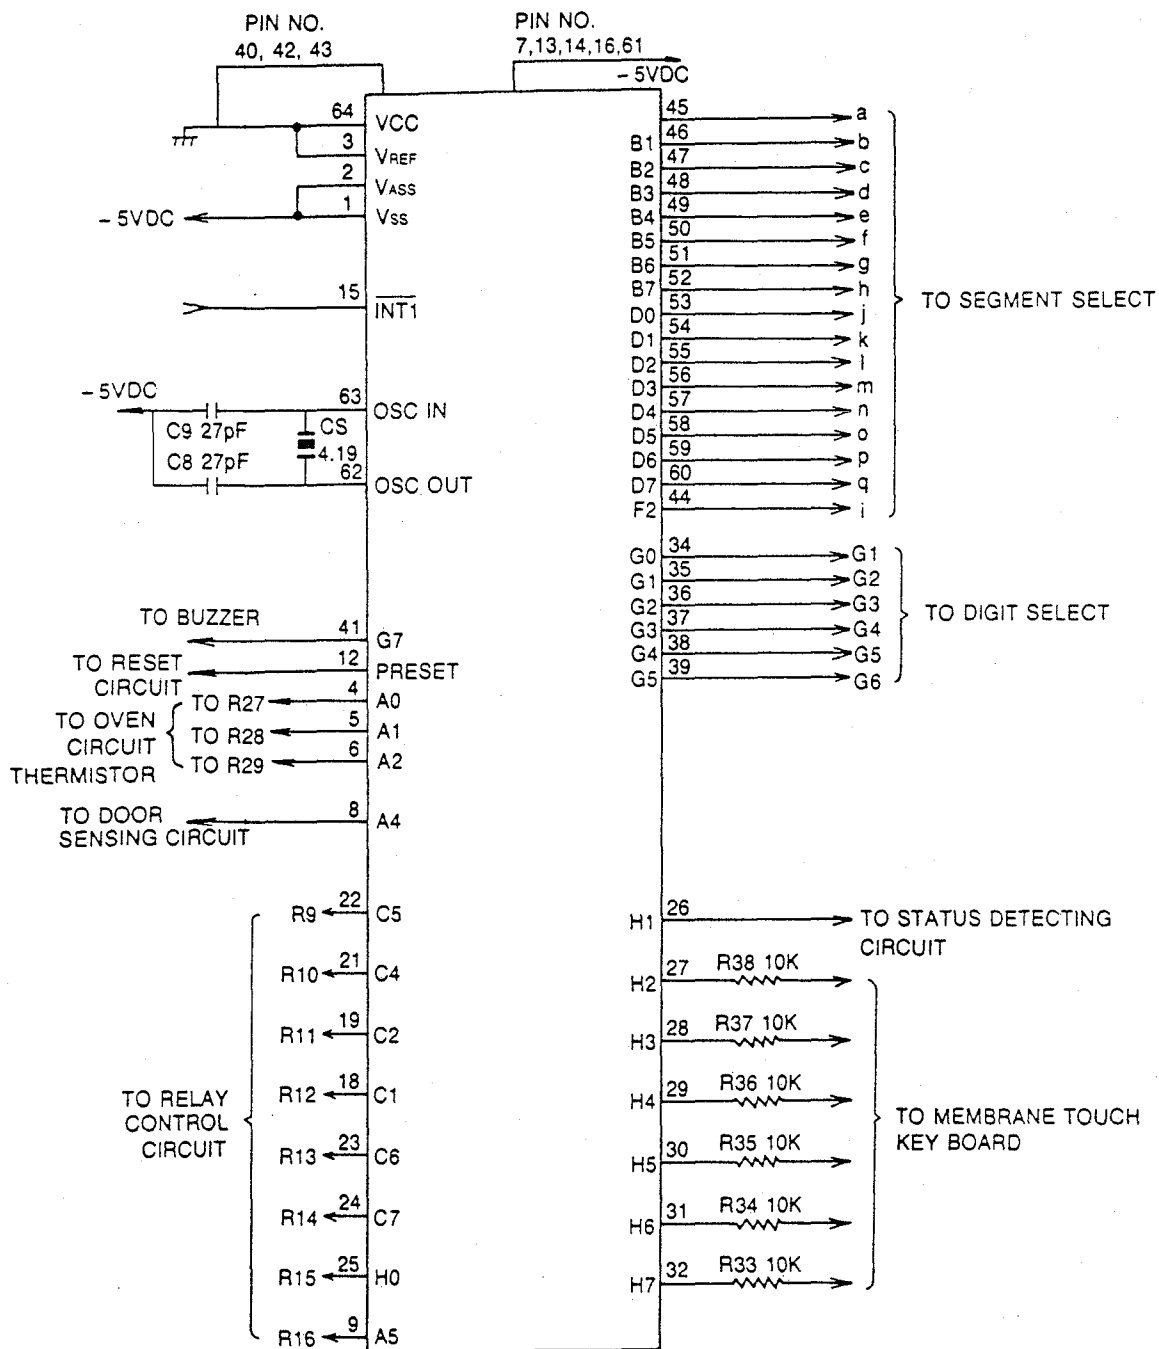 PIN NO.
40, 42, 43
PIN NO.
7,13,14,16,61
-5VDC
64 VCC
3 VREF
2 VASS
-5VDC 1 VSS
15 INT1
-5VDC
63 OSC IN
C9 27pF CS
C8 27pF 4.19
62 OSC OUT
TO BUZZER
41 G7
TO RESET CIRCUIT
12 PRESET
TO OVEN CIRCUIT THERMISTOR
TO R27 4 A0
TO R28 5 A1
TO R29 6 A2
TO DOOR SENSING CIRCUIT
8 A4
TO RELAY CONTROL CIRCUIT
R9 22 C5
R10 21 C4
R11 19 C2
R12 18 C1
R13 23 C6
R14 24 C7
R15 25 H0
R16 9 A5
45 a
B1 46 b
B2 47 c
B3 48 d
B4 49 e
B5 50 f
B6 51 g
B7 52 h
D0 53 j
D1 54 k
D2 55 l
D3 56 m
D4 57 n
D5 58 o
D6 59 p
D7 60 q
F2 44 i
TO SEGMENT SELECT
G0 34 G1
G1 35 G2
G2 36 G3
G3 37 G4
G4 38 G5
G5 39 G6
TO DIGIT SELECT
H1 26 TO STATUS DETECTING CIRCUIT
H2 27 R38 10K
H3 28 R37 10K
H4 29 R36 10K
H5 30 R35 10K
H6 31 R34 10K
H7 32 R33 10K
TO MEMBRANE TOUCH KEY BOARD